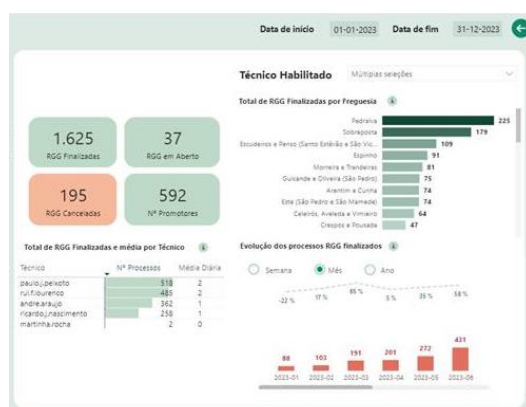 Data de início 01-01-2023 Data de fim 31-12-2023
Técnico Habilitado Múltiplas seleções
Total de RGG Finalizadas por Freguesia
Pedralva 225
Sobreposta 179
Escudeiros e Penso (Santo Estêvão e São Vic... 109
Espinho 91
Morreira e Trandeiras 81
Guisande e Oliveira (São Pedro) 75
Arentim e Cunha 74
Este (São Pedro e São Mamede) 74
Celeirós, Aveleda e Vimieiro 64
Crespos e Pousada 47
1.625
RGG Finalizadas
37
RGG em Aberto
195
RGG Canceladas
592
Nº Promotores
Total de RGG Finalizadas e média por Técnico
Técnico Nº Processos Média Diária
paulo.j.peixoto 518 2
rui.f.lourenco 485 2
andre.araujo 362 1
ricardo.j.nascimento 258 1
martinha.rocha 2 0
Evolução dos processos RGG finalizados
Semana Mês Ano
-22 % 17 % 85 % 5 % 35 % 58 %
88 103 191 201 272 431
2023-01 2023-02 2023-03 2023-04 2023-05 2023-06